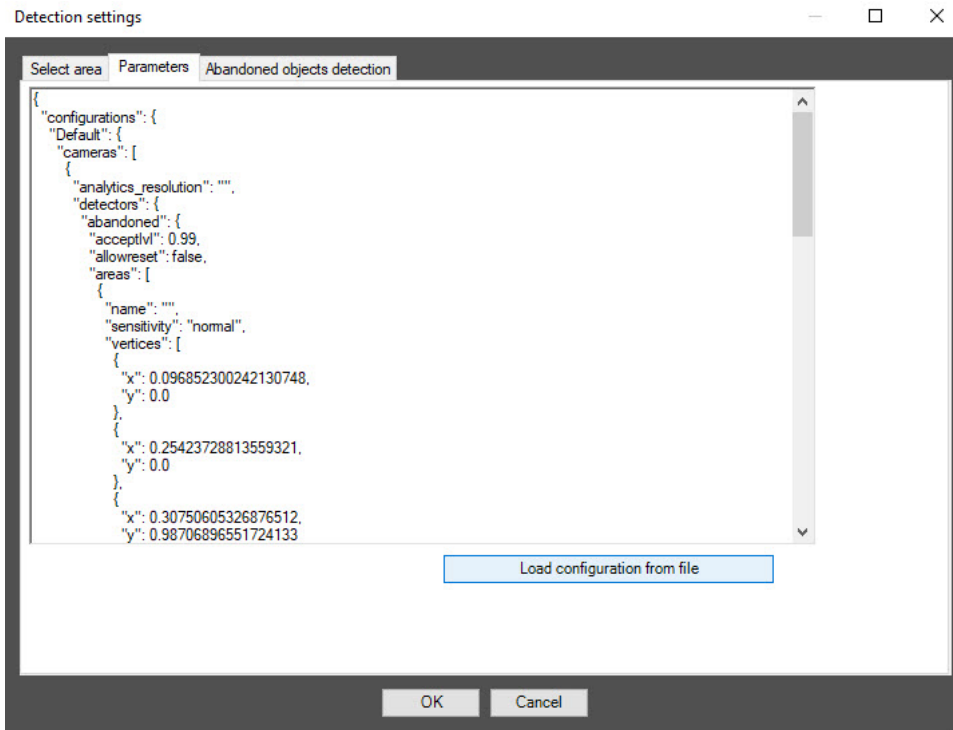 Detection settings
Select area Parameters Abandoned objects detection
{
"configurations": {
"Default": {
"cameras": [
{
"analytics_resolution": "",
"detectors": {
"abandoned": {
"acceptlvl": 0.99,
"allowreset": false,
"areas": [
{
"name": "",
"sensitivity": "normal",
"vertices": [
{
"x": 0.096852300242130748,
"y": 0.0
},
{
"x": 0.25423728813559321,
"y": 0.0
},
{
"x": 0.30750605326876512,
"y": 0.98706896551724133
Load configuration from file
OK Cancel